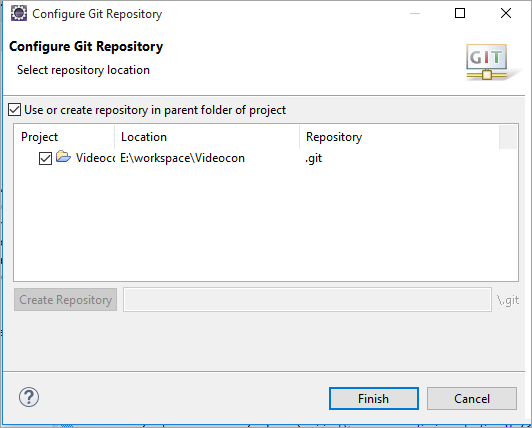 Configure Git Repository
Configure Git Repository
Select repository location
GIT
Use or create repository in parent folder of project
Project Location Repository
Videoco E:\workspace\Videocon .git
Create Repository \.git
? Finish Cancel